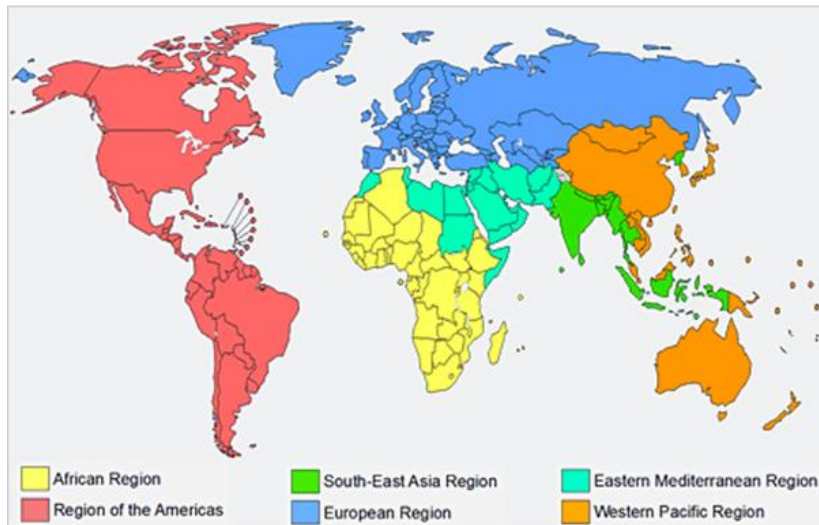 African Region
South-East Asia Region
Eastern Mediterranean Region
Region of the Americas
European Region
Western Pacific Region